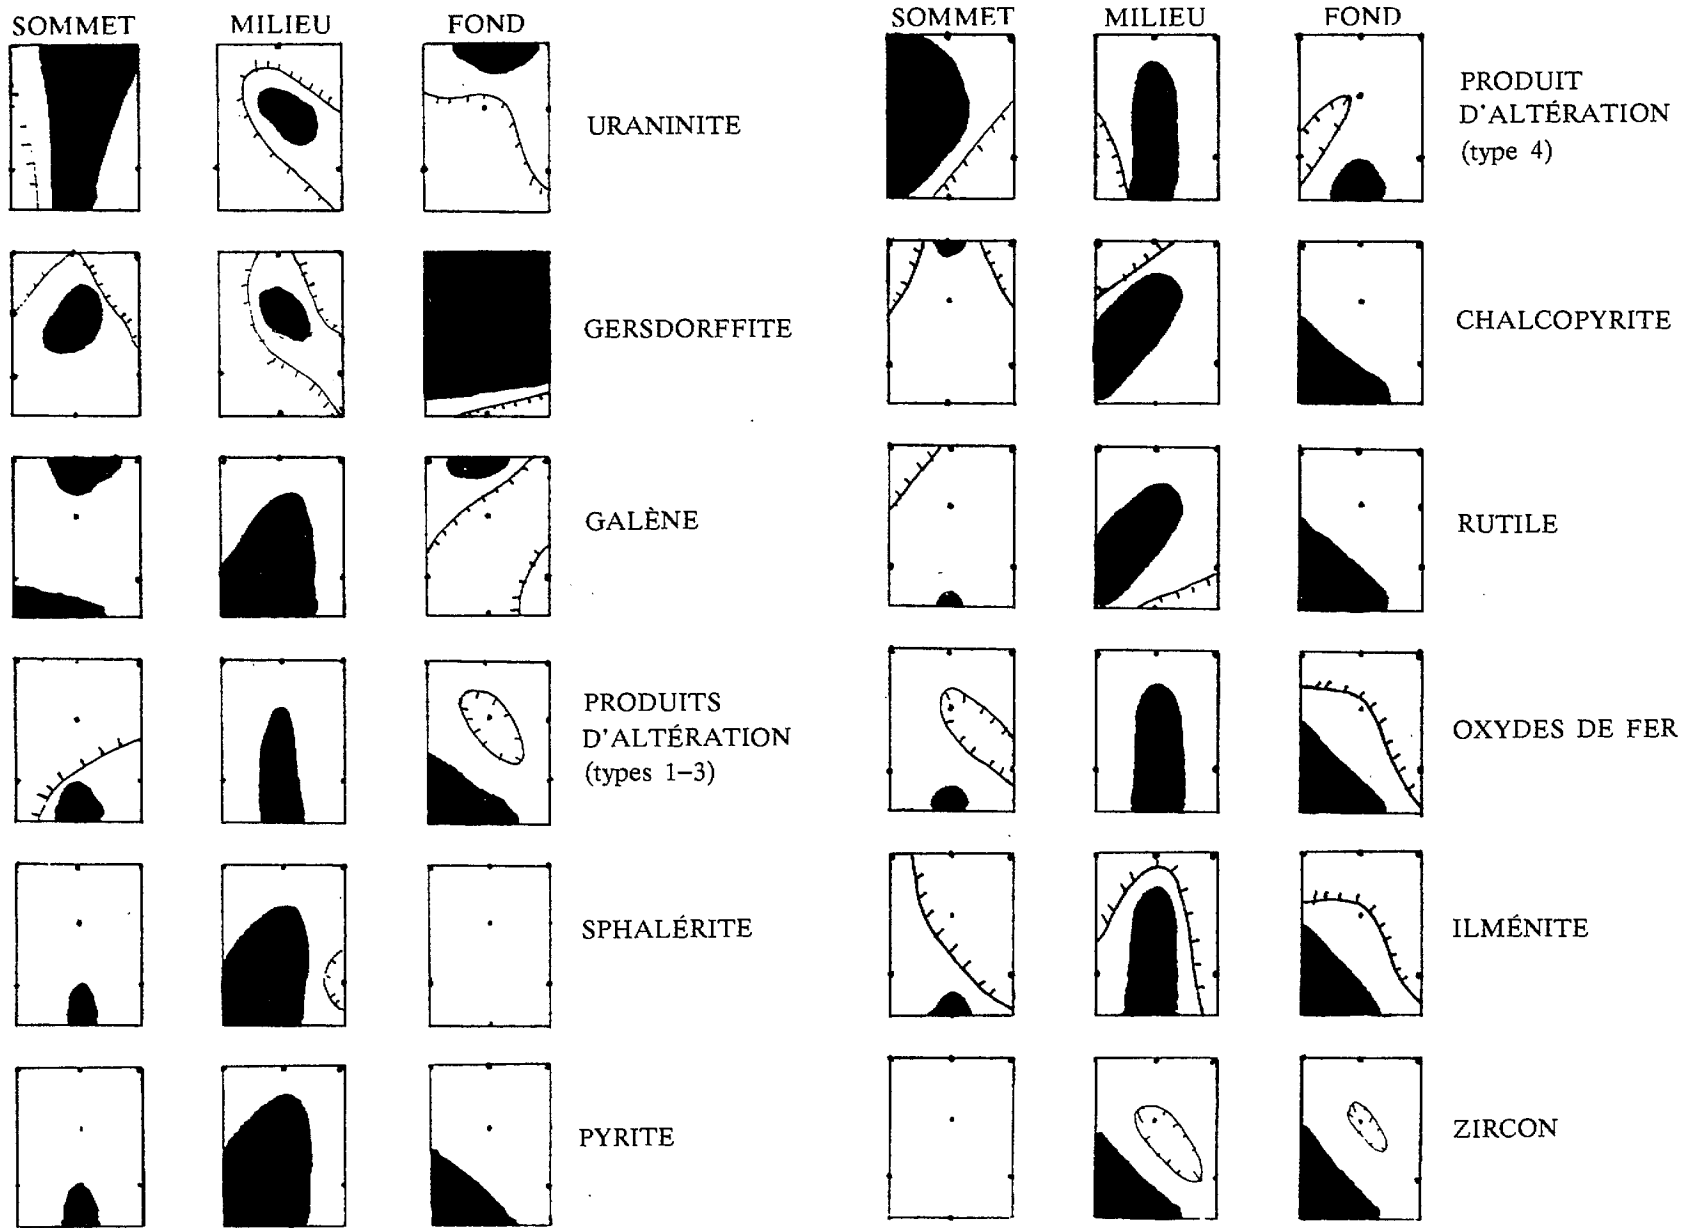 SOMMET MILIEU FOND
URANINITE
GERSDORFFITE
GALÈNE
PRODUITS
D'ALTÉRATION
(types 1–3)
SPHALÉRITE
PYRITE
SOMMET MILIEU FOND
PRODUIT
D'ALTÉRATION
(type 4)
CHALCOPYRITE
RUTILE
OXYDES DE FER
ILMÉNITE
ZIRCON